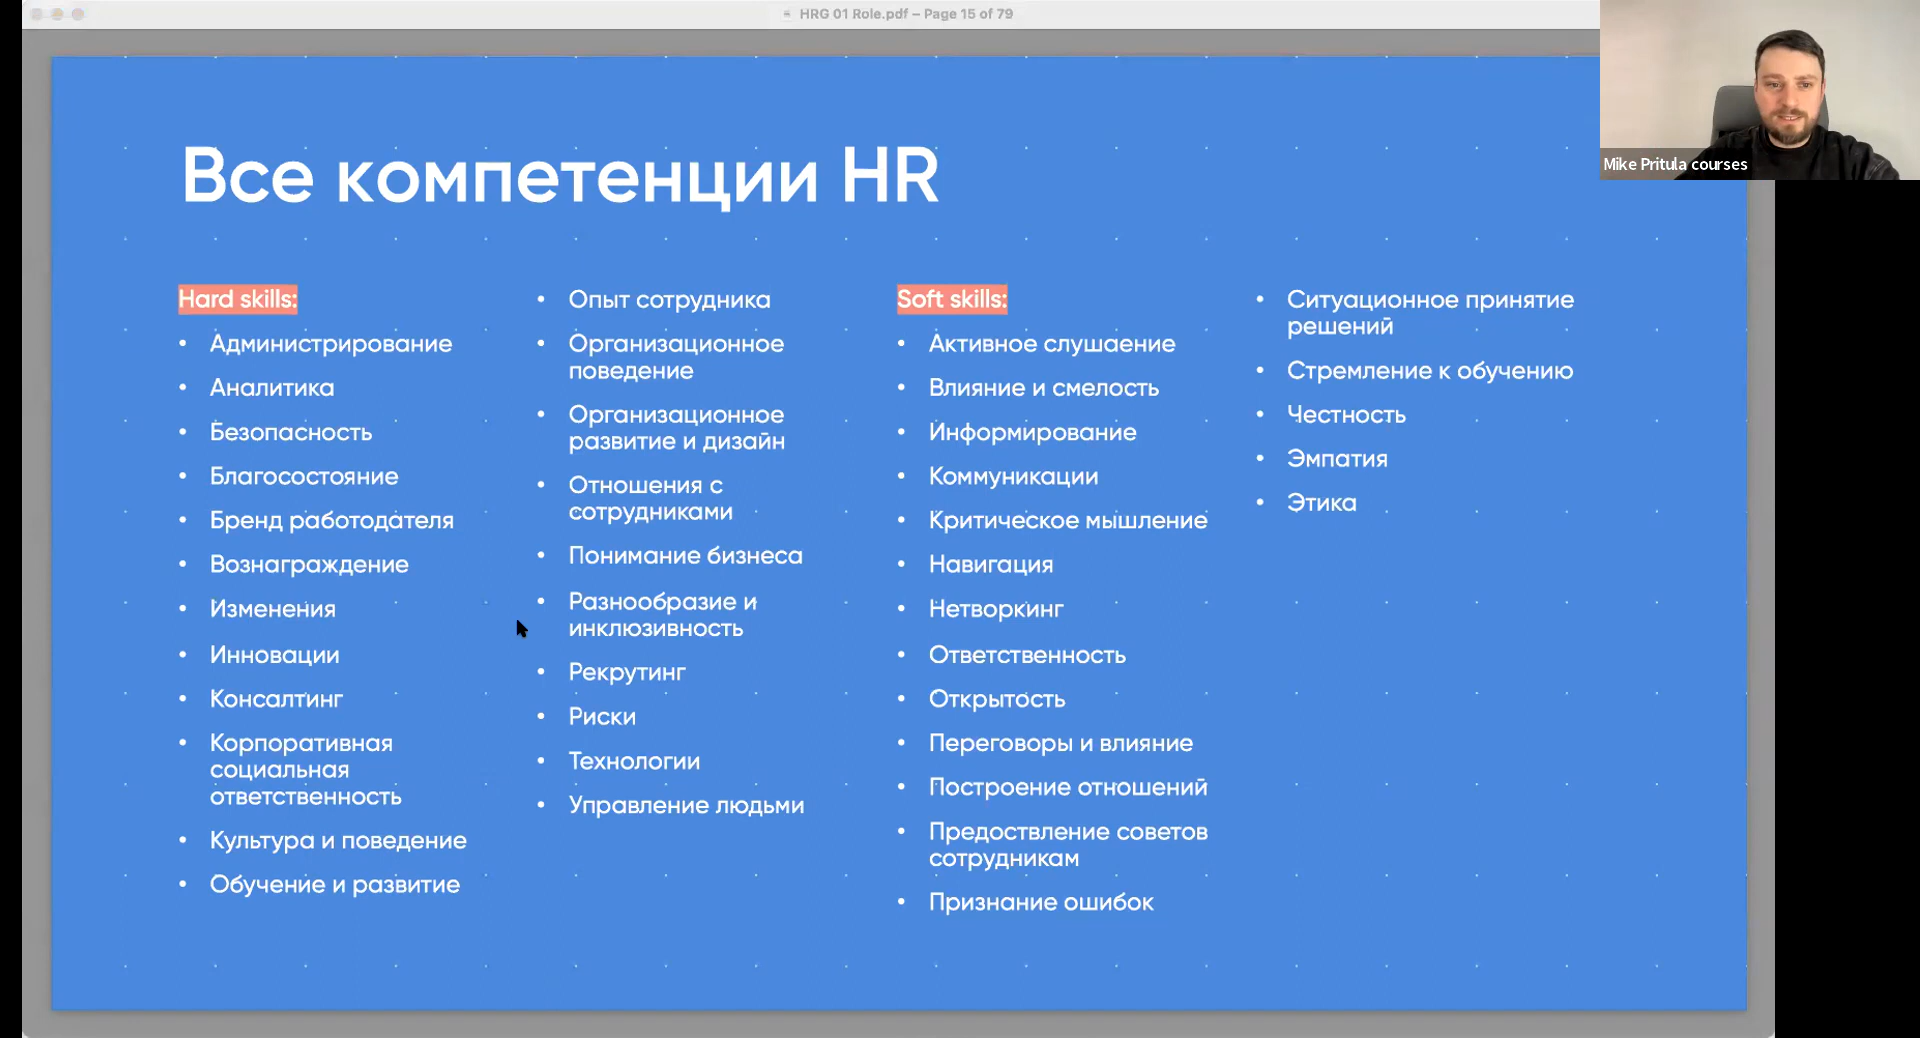 HRG 01 Role.pdf – Page 15 of 79
Mike Pritula courses
Все компетенции HR
Hard skills:
• Администрирование
• Аналитика
• Безопасность
• Благосостояние
• Бренд работодателя
• Вознаграждение
• Изменения
• Инновации
• Консалтинг
• Корпоративная
социальная
ответственность
• Культура и поведение
• Обучение и развитие
• Опыт сотрудника
• Организационное
поведение
• Организационное
развитие и дизайн
• Отношения с
сотрудниками
• Понимание бизнеса
• Разнообразие и
инклюзивность
• Рекрутинг
• Риски
• Технологии
• Управление людьми
Soft skills:
• Активное слушаение
• Влияние и смелость
• Информирование
• Коммуникации
• Критическое мышление
• Навигация
• Нетворкинг
• Ответственность
• Открытость
• Переговоры и влияние
• Построение отношений
• Предоствление советов
сотрудникам
• Признание ошибок
• Ситуационное принятие
решений
• Стремление к обучению
• Честность
• Эмпатия
• Этика